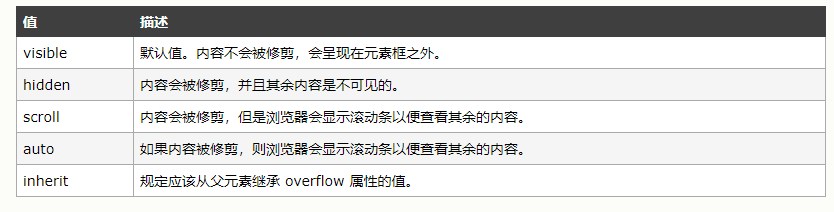 值 描述
visible 默认值。内容不会被修剪，会呈现在元素框之外。
hidden 内容会被修剪，并且其余内容是不可见的。
scroll 内容会被修剪，但是浏览器会显示滚动条以便查看其余的内容。
auto 如果内容被修剪，则浏览器会显示滚动条以便查看其余的内容。
inherit 规定应该从父元素继承 overflow 属性的值。